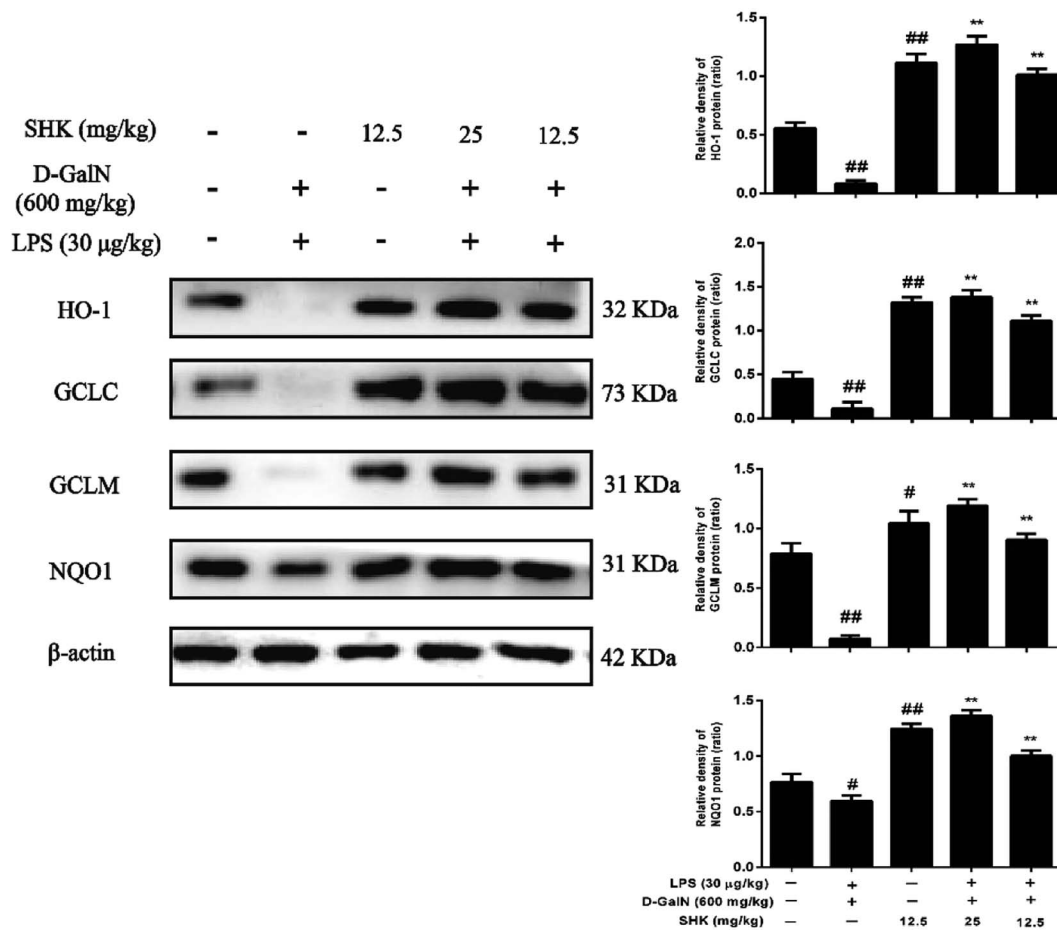 SHK (mg/kg) - - 12.5 25 12.5
D-GalN
(600 mg/kg) - + - + +
LPS (30 μg/kg) - + - + +
HO-1 32 KDa
GCLC 73 KDa
GCLM 31 KDa
NQO1 31 KDa
β-actin 42 KDa
Relative density of
HO-1 protein (ratio)
1.5
1.0
0.5
0.0
## ## ** **
Relative density of
GCLC protein (ratio)
2.0
1.5
1.0
0.5
0.0
## ## ** **
Relative density of
GCLM protein (ratio)
1.5
1.0
0.5
0.0
## # ** **
Relative density of
NQO1 protein (ratio)
1.5
1.0
0.5
0.0
# ## ** **
LPS (30 μg/kg) – + – + +
D-GalN (600 mg/kg) – + – + +
SHK (mg/kg) – – 12.5 25 12.5